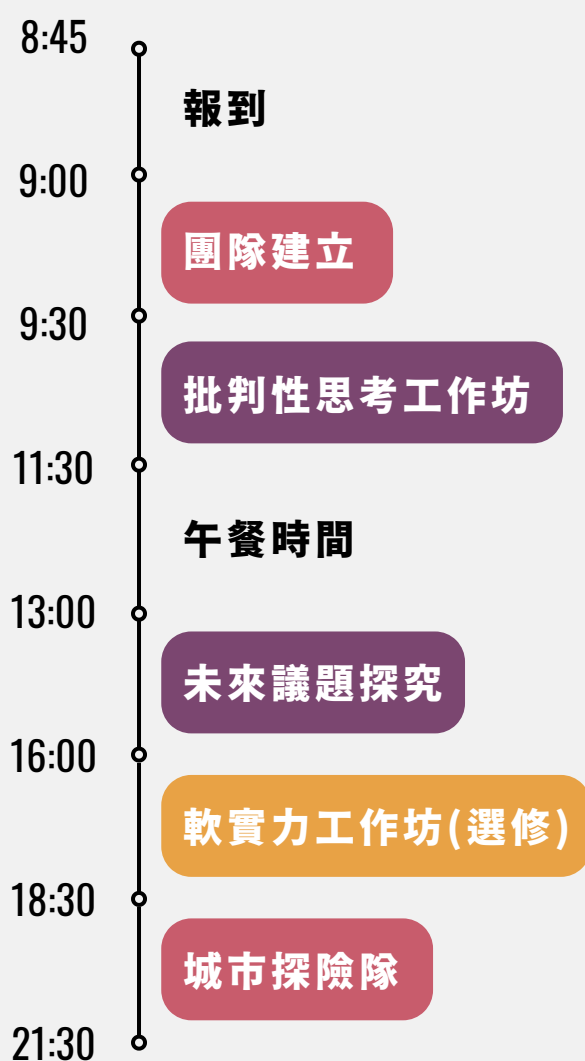 8:45
報到
9:00
團隊建立
9:30
批判性思考工作坊
11:30
午餐時間
13:00
未來議題探究
16:00
軟實力工作坊(選修)
18:30
城市探險隊
21:30